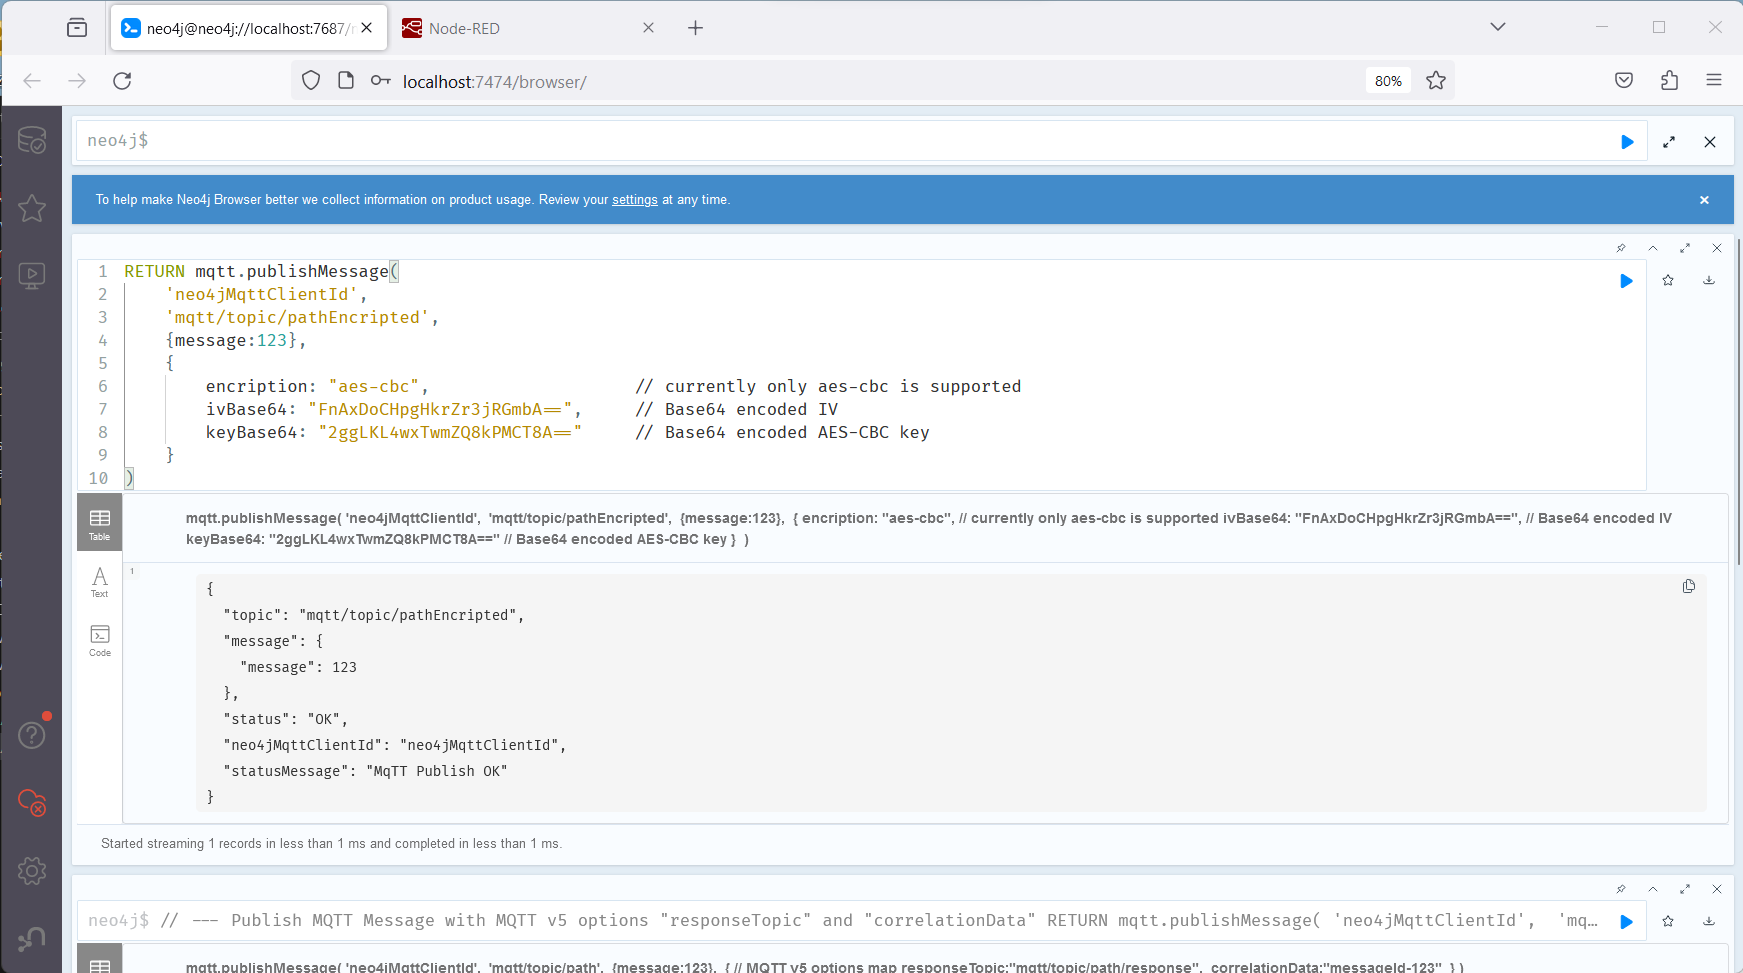 neo4j@neo4j://localhost:7687/
Node-RED
localhost:7474/browser/
80%
neo4j$
To help make Neo4j Browser better we collect information on product usage. Review your settings at any time.
1 RETURN mqtt.publishMessage(
2 'neo4jMqttClientId',
3 'mqtt/topic/pathEncripted',
4 {message:123},
5 {
6 encription: "aes-cbc", // currently only aes-cbc is supported
7 ivBase64: "FnAxDoCHpgHkrZr3jRGmbA==", // Base64 encoded IV
8 keyBase64: "2ggLKL4wxTwmZQ8kPMCT8A==" // Base64 encoded AES-CBC key
9 }
10 )
Table
mqtt.publishMessage( 'neo4jMqttClientId', 'mqtt/topic/pathEncripted', {message:123}, { encription: "aes-cbc", // currently only aes-cbc is supported ivBase64: "FnAxDoCHpgHkrZr3jRGmbA==", // Base64 encoded IV
keyBase64: "2ggLKL4wxTwmZQ8kPMCT8A==" // Base64 encoded AES-CBC key } )
Text
Code
1
{
"topic": "mqtt/topic/pathEncripted",
"message": {
"message": 123
},
"status": "OK",
"neo4jMqttClientId": "neo4jMqttClientId",
"statusMessage": "MqTT Publish OK"
}
Started streaming 1 records in less than 1 ms and completed in less than 1 ms.
neo4j$ // --- Publish MQTT Message with MQTT v5 options "responseTopic" and "correlationData" RETURN mqtt.publishMessage( 'neo4jMqttClientId', 'mq...
mqtt.publishMessage( 'neo4jMqttClientId', 'mqtt/topic/path', {message:123}, { // MQTT v5 options map responseTopic:"mqtt/topic/path/response", correlationData:"messageId-123" } )